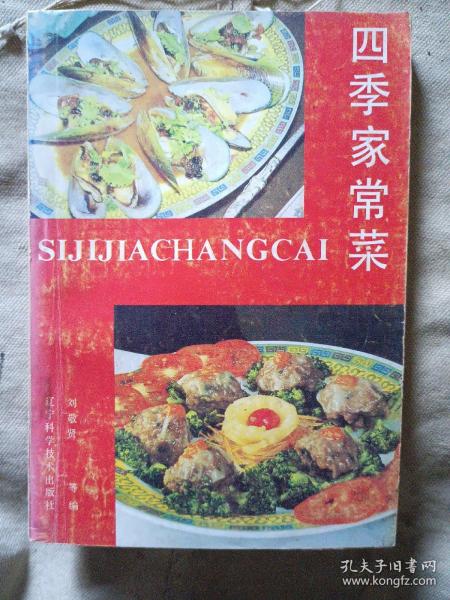 四季家常菜
SIJIJIACHANGCAI
刘敬贤 等编
辽宁科学技术出版社
孔夫子旧书网
www.kongfz.com